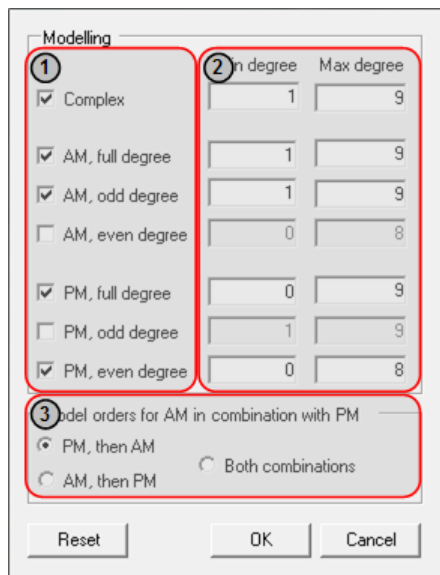 Modelling
1
2
in degree Max degree
Complex 1 9
AM, full degree 1 9
AM, odd degree 1 9
AM, even degree 0 8
PM, full degree 0 9
PM, odd degree 1 9
PM, even degree 0 8
3 odel orders for AM in combination with PM
PM, then AM
Both combinations
AM, then PM
Reset OK Cancel